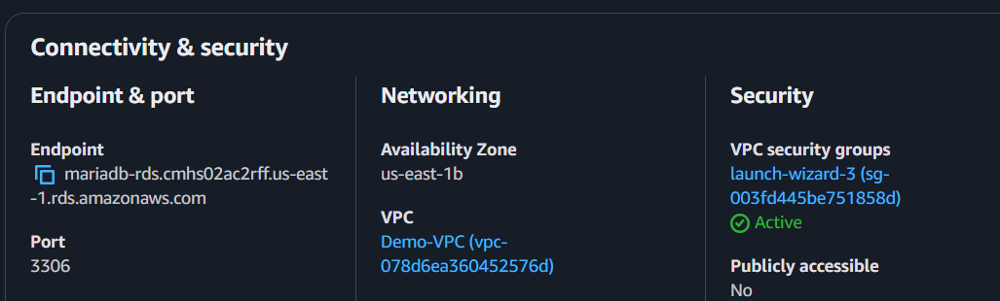 Connectivity & security
Endpoint & port
Endpoint
mariadb-rds.cmhs02ac2rff.us-east
-1.rds.amazonaws.com
Port
3306
Networking
Availability Zone
us-east-1b
VPC
Demo-VPC (vpc-
078d6ea360452576d)
Security
VPC security groups
launch-wizard-3 (sg-
003fd445be751858d)
Active
Publicly accessible
No